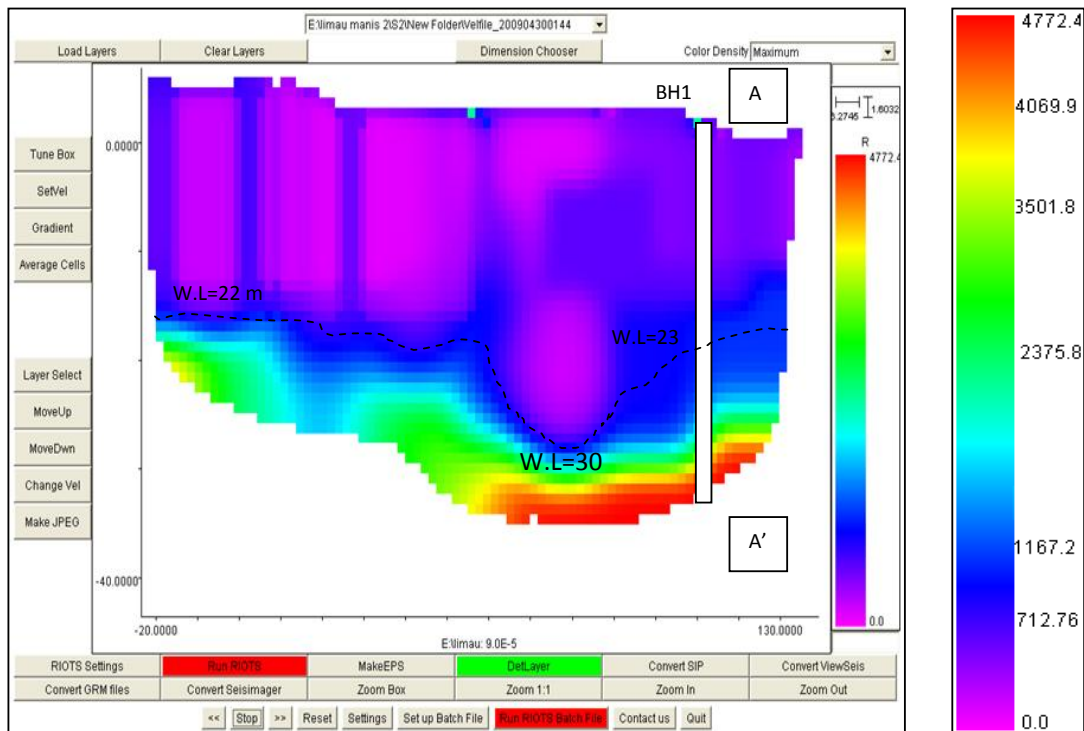 E:\limau manis 2\S2\New Folder\Velfile_200904300144
Load Layers
Clear Layers
Dimension Chooser
Color Density Maximum
BH1
A
1.6032
6.2745
R
4772.4
0.0000
Tune Box
SetVel
Gradient
Average Cells
W.L=22 m
W.L=23
Layer Select
MoveUp
MoveDwn
Change Vel
Make JPEG
W.L=30
A’
-40.0000
0.0
-20.0000
130.0000
E:\limau: 9.0E-5
RIOTS Settings
Run RIOTS
MakeEPS
DetLayer
Convert SIP
Convert ViewSeis
Convert GRM files
Convert Seisimager
Zoom Box
Zoom 1:1
Zoom In
Zoom Out
<<
Stop
>>
Reset
Settings
Set up Batch File
Run RIOTS Batch File
Contact us
Quit
4772.4
4069.9
3501.8
2375.8
1167.2
712.76
0.0